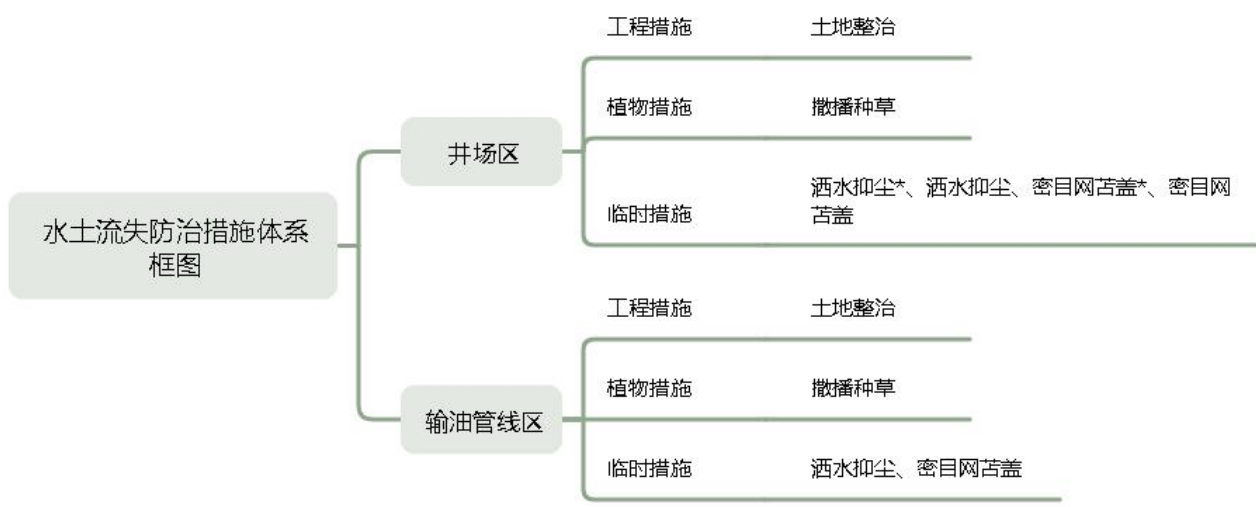 水土流失防治措施体系
框图
井场区
工程措施 土地整治
植物措施 撒播种草
临时措施 洒水抑尘*、洒水抑尘、密目网苫盖*、密目网
苫盖
输油管线区
工程措施 土地整治
植物措施 撒播种草
临时措施 洒水抑尘、密目网苫盖